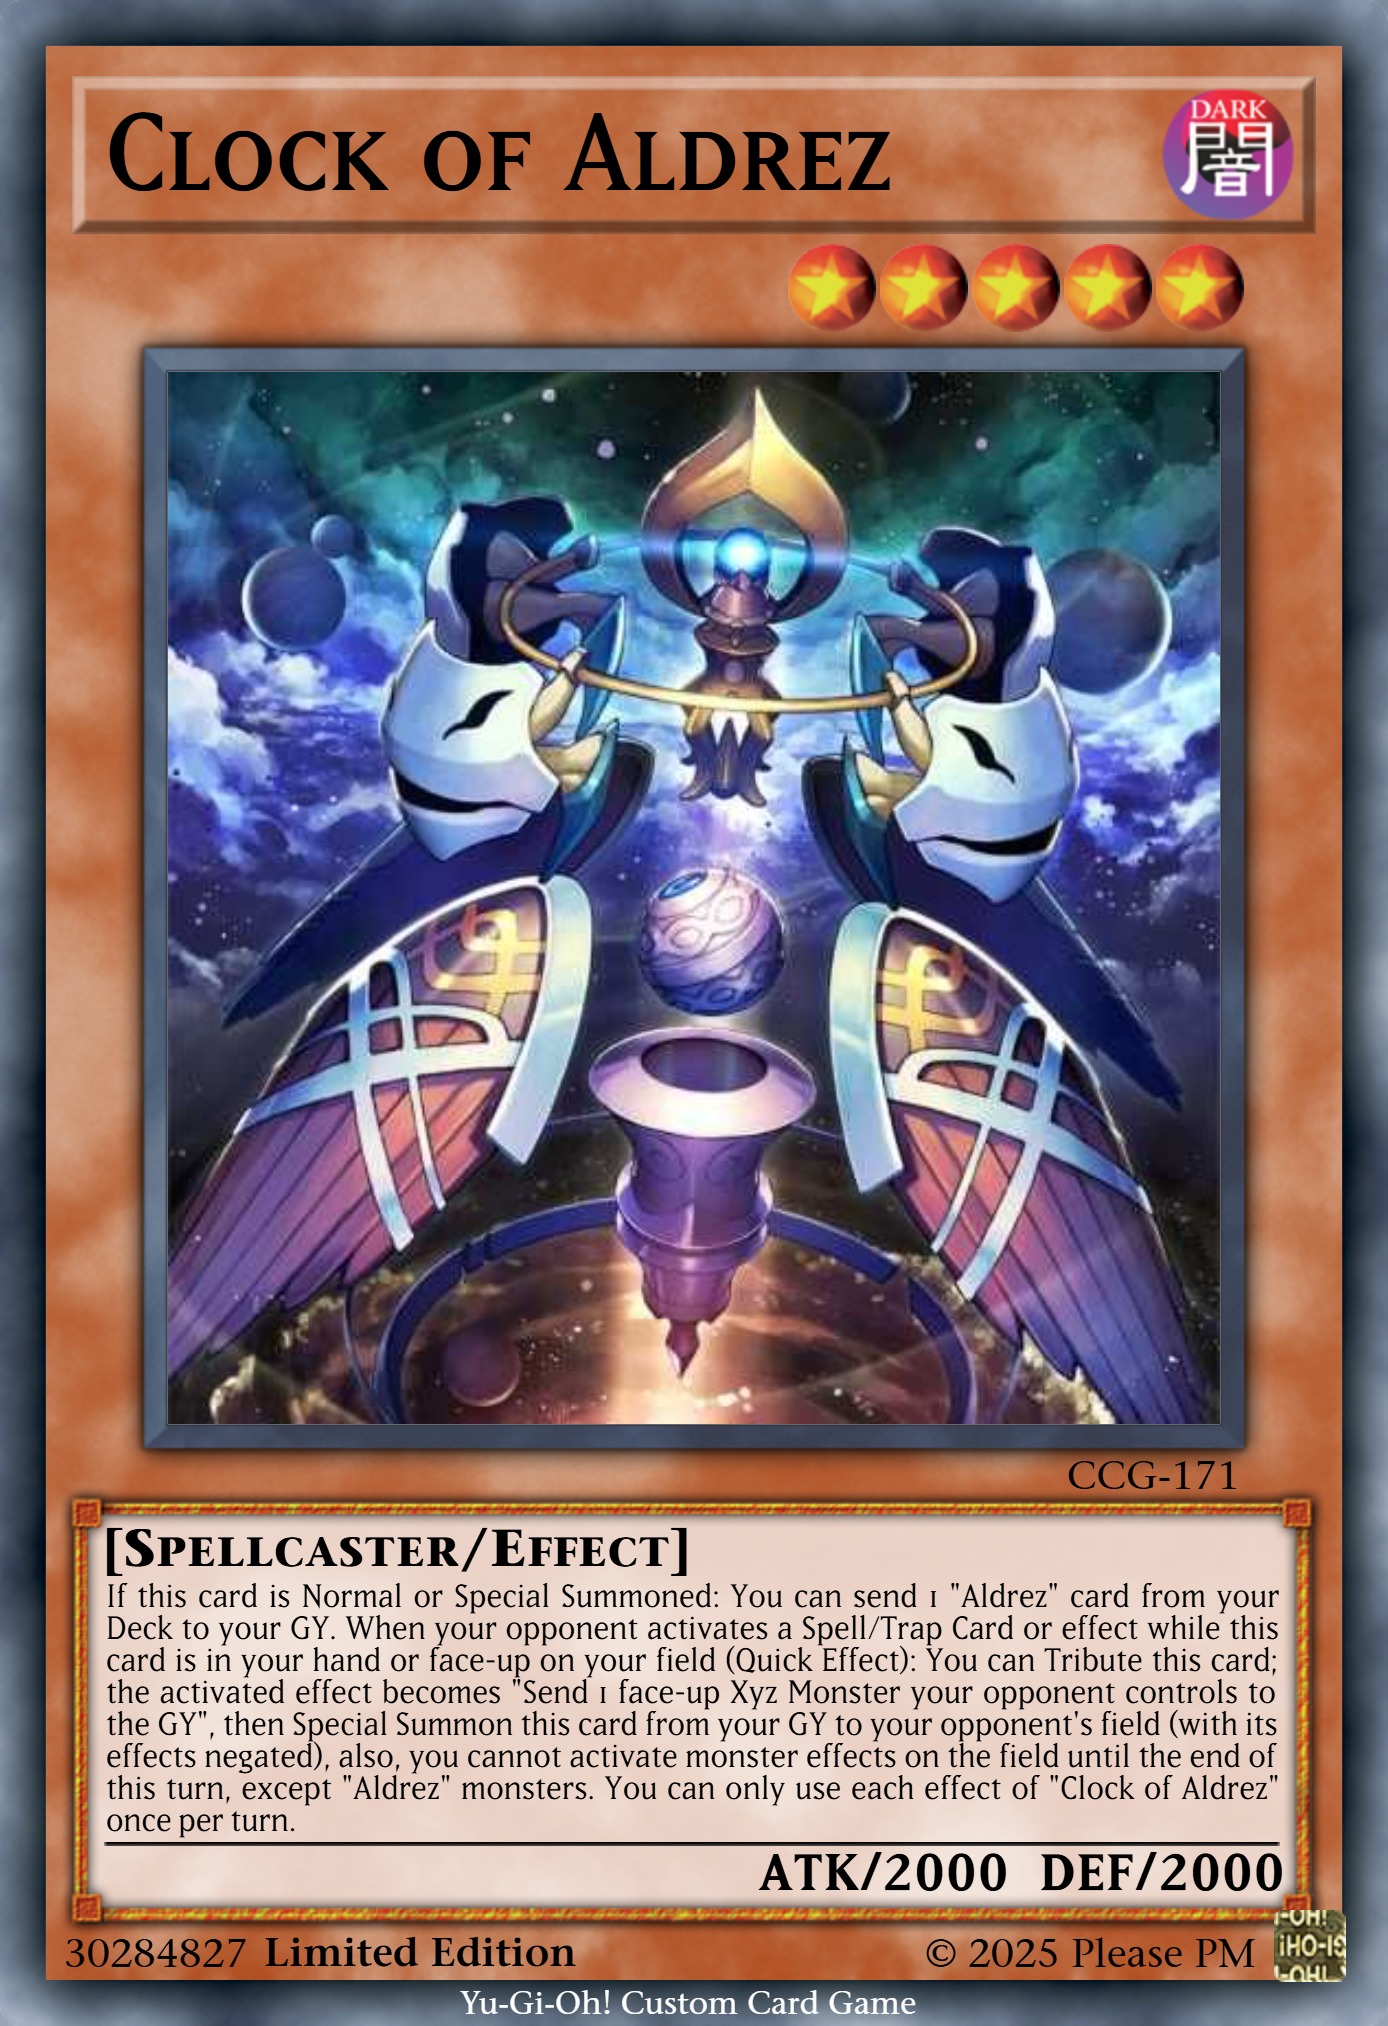 Clock of Aldrez
DARK
闇
CCG-171
[Spellcaster/Effect]
If this card is Normal or Special Summoned: You can send 1 "Aldrez" card from your
Deck to your GY. When your opponent activates a Spell/Trap Card or effect while this
card is in your hand or face-up on your field (Quick Effect): You can Tribute this card;
the activated effect becomes "Send 1 face-up Xyz Monster your opponent controls to
the GY", then Special Summon this card from your GY to your opponent's field (with its
effects negated), also, you cannot activate monster effects on the field until the end of
this turn, except "Aldrez" monsters. You can only use each effect of "Clock of Aldrez"
once per turn.
ATK/2000 DEF/2000
30284827 Limited Edition
© 2025 Please PM
Yu-Gi-Oh! Custom Card Game